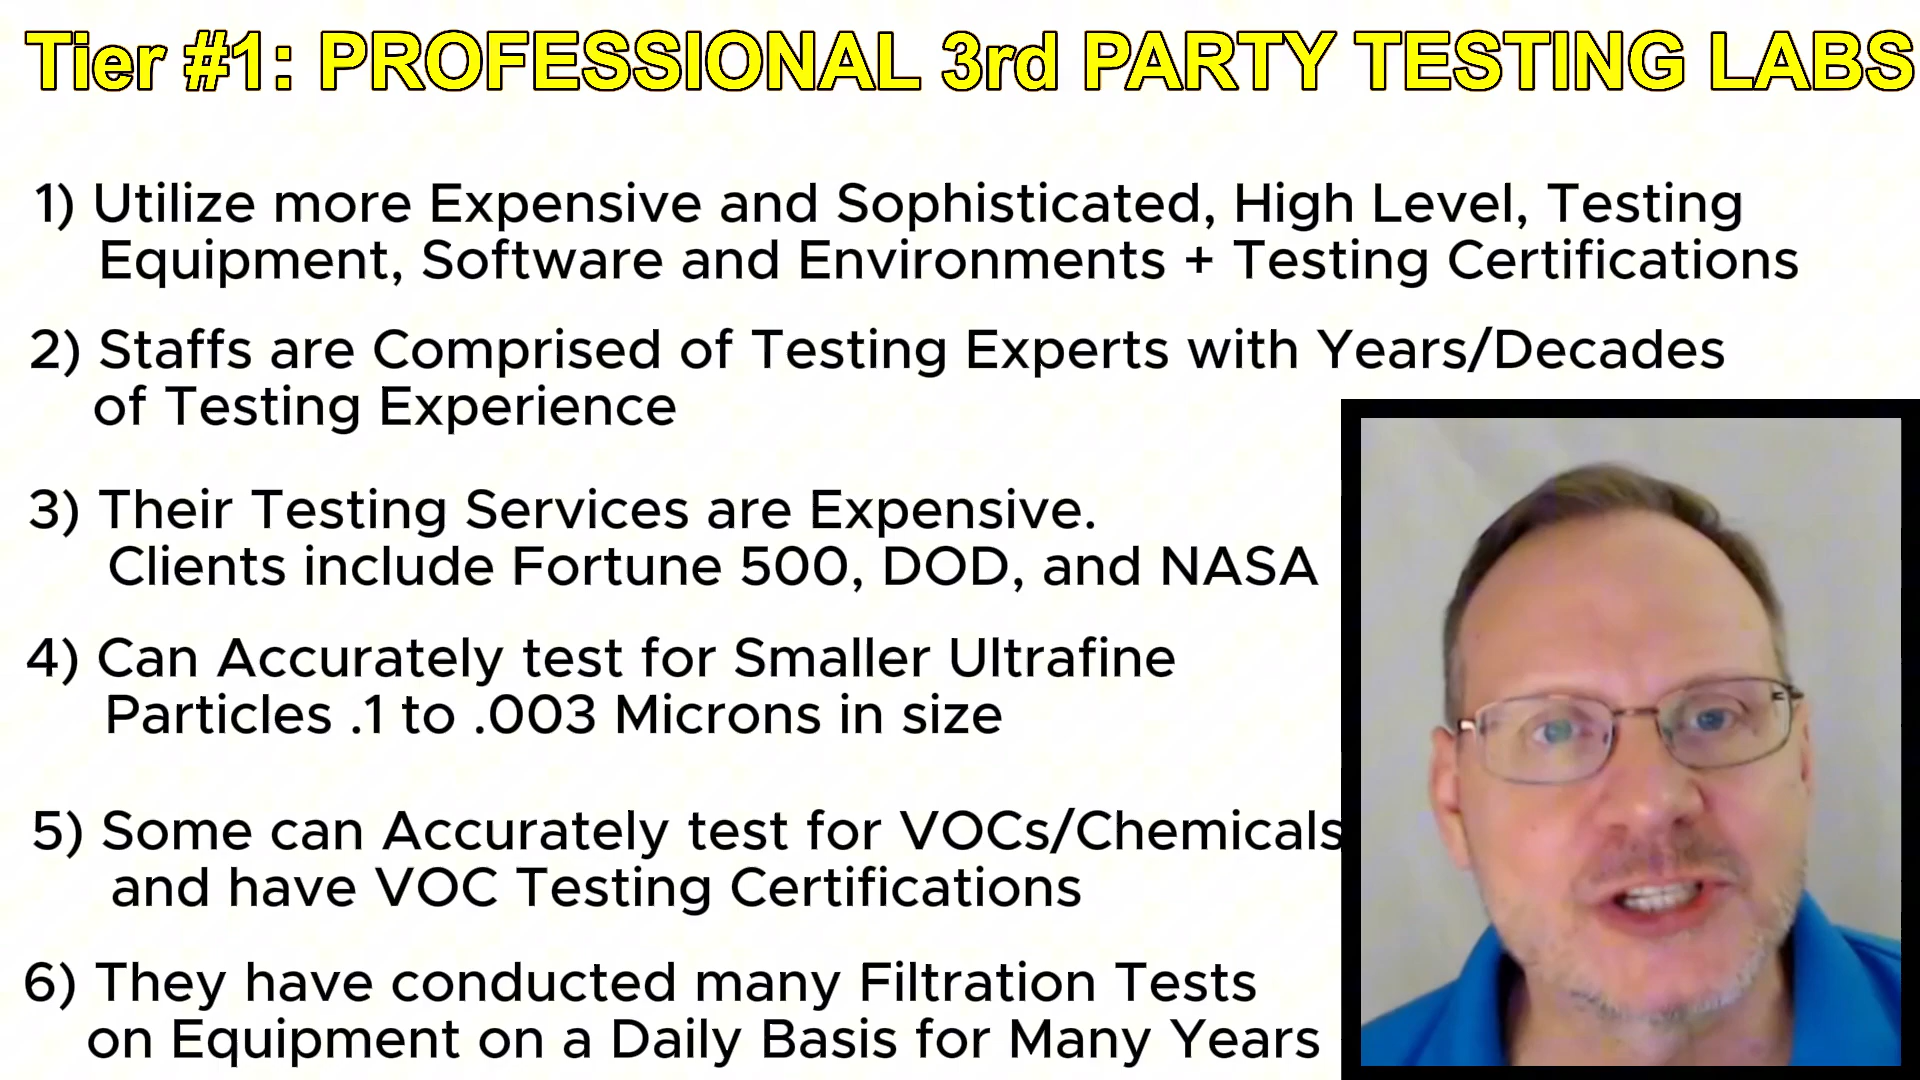 Tier #1: PROFESSIONAL 3rd PARTY TESTING LABS
1) Utilize more Expensive and Sophisticated, High Level, Testing
Equipment, Software and Environments + Testing Certifications
2) Staffs are Comprised of Testing Experts with Years/Decades
of Testing Experience
3) Their Testing Services are Expensive.
Clients include Fortune 500, DOD, and NASA
4) Can Accurately test for Smaller Ultrafine
Particles .1 to .003 Microns in size
5) Some can Accurately test for VOCs/Chemicals
and have VOC Testing Certifications
6) They have conducted many Filtration Tests
on Equipment on a Daily Basis for Many Years